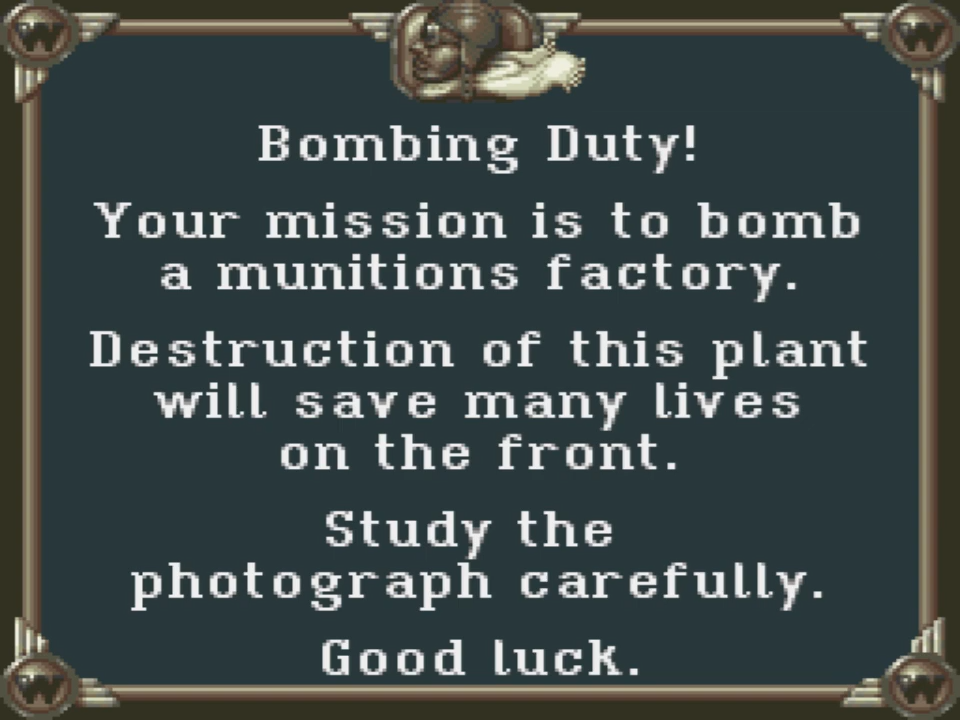 Bombing Duty!
Your mission is to bomb
a munitions factory.
Destruction of this plant
will save many lives
on the front.
Study the
photograph carefully.
Good luck.